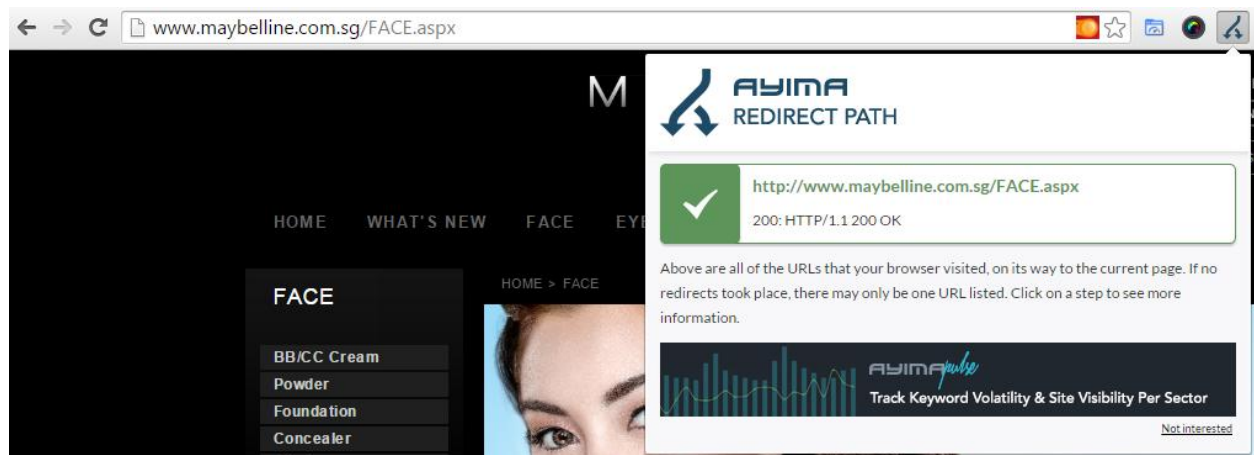 www.maybelline.com.sg/FACE.aspx
M
AYIMA
REDIRECT PATH
http://www.maybelline.com.sg/FACE.aspx
200: HTTP/1.1 200 OK
HOME WHAT'S NEW FACE EYE
Above are all of the URLs that your browser visited, on its way to the current page. If no
redirects took place, there may only be one URL listed. Click on a step to see more
information.
HOME > FACE
FACE
BB/CC Cream
Powder
Foundation
Concealer
AYIMApulse
Track Keyword Volatility & Site Visibility Per Sector
Not interested